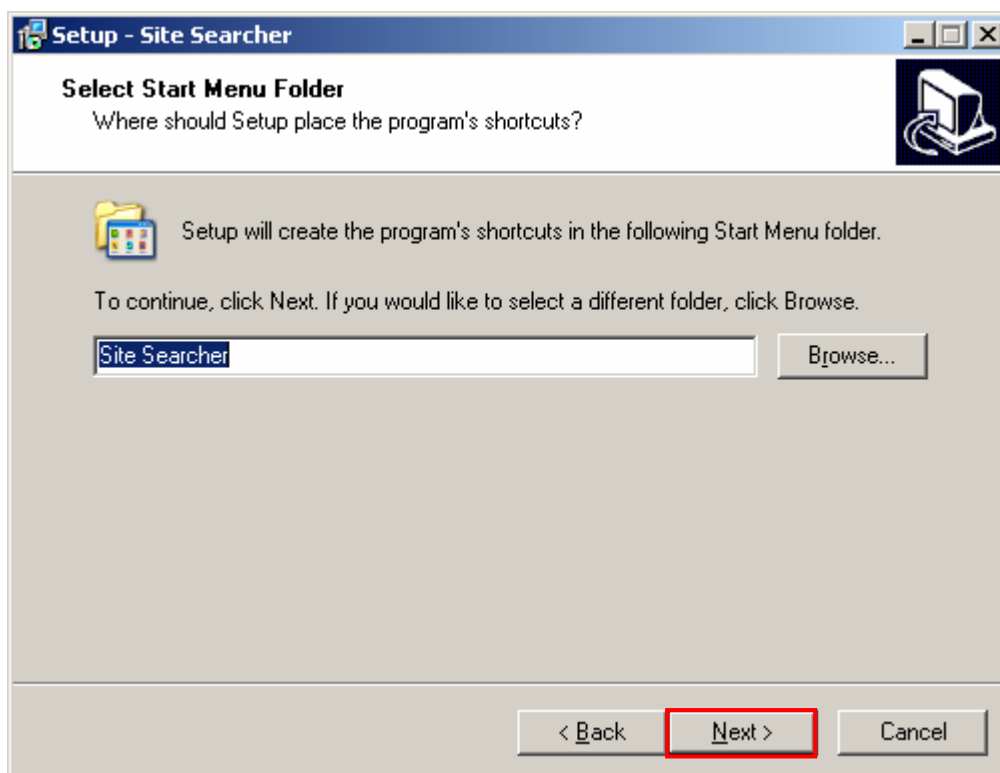 Setup - Site Searcher
Select Start Menu Folder
Where should Setup place the program's shortcuts?
Setup will create the program's shortcuts in the following Start Menu folder.
To continue, click Next. If you would like to select a different folder, click Browse.
Site Searcher
Browse...
< Back
Next >
Cancel